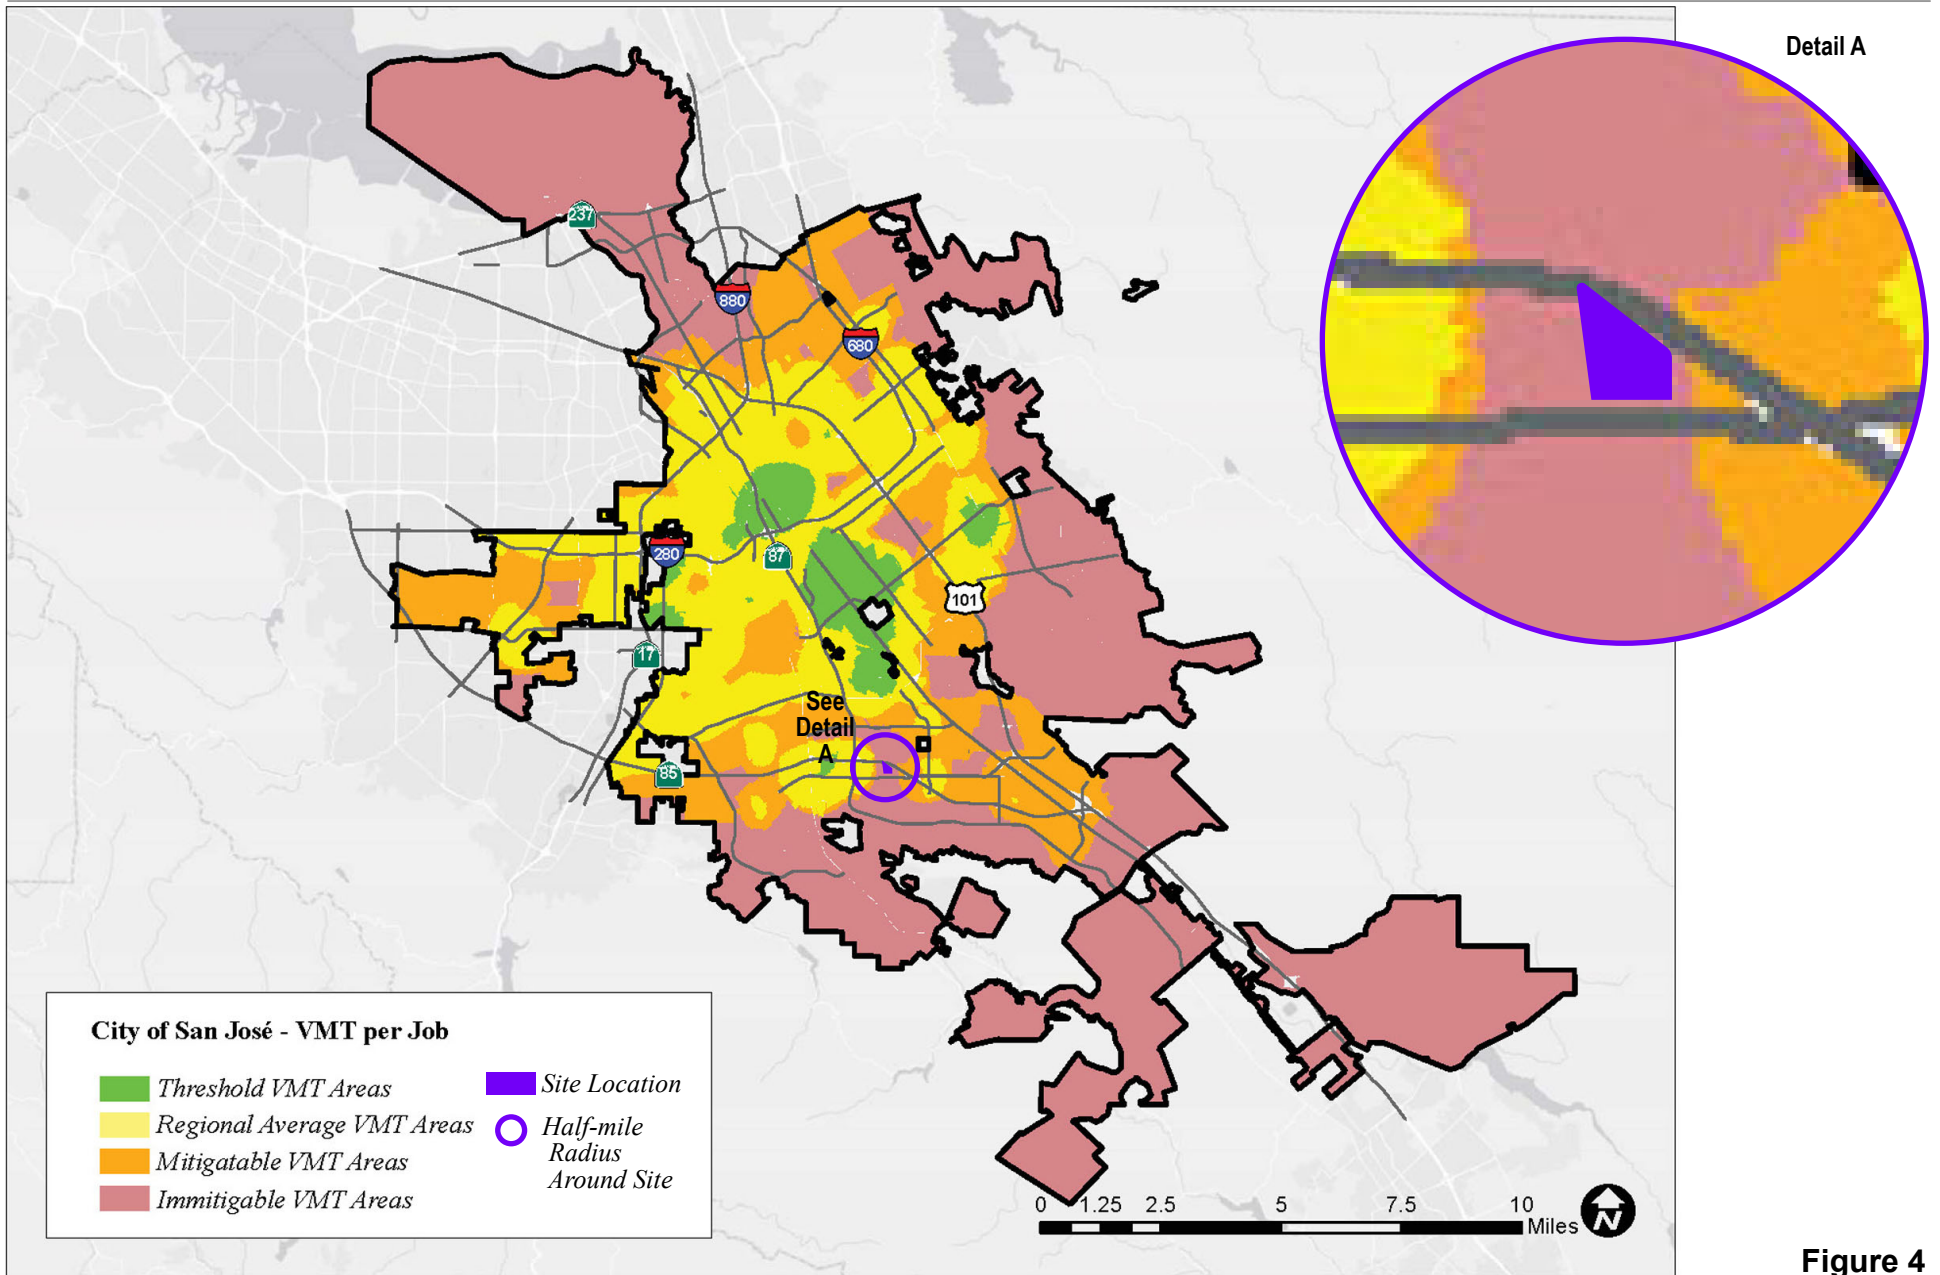 Detail A
237
880
680
280
87
101
17
See
Detail
A
85
City of San José - VMT per Job
Threshold VMT Areas
Regional Average VMT Areas
Mitigatable VMT Areas
Immitigable VMT Areas
Site Location
Half-mile
Radius
Around Site
0 1.25 2.5 5 7.5 10
Miles
N
Figure 4